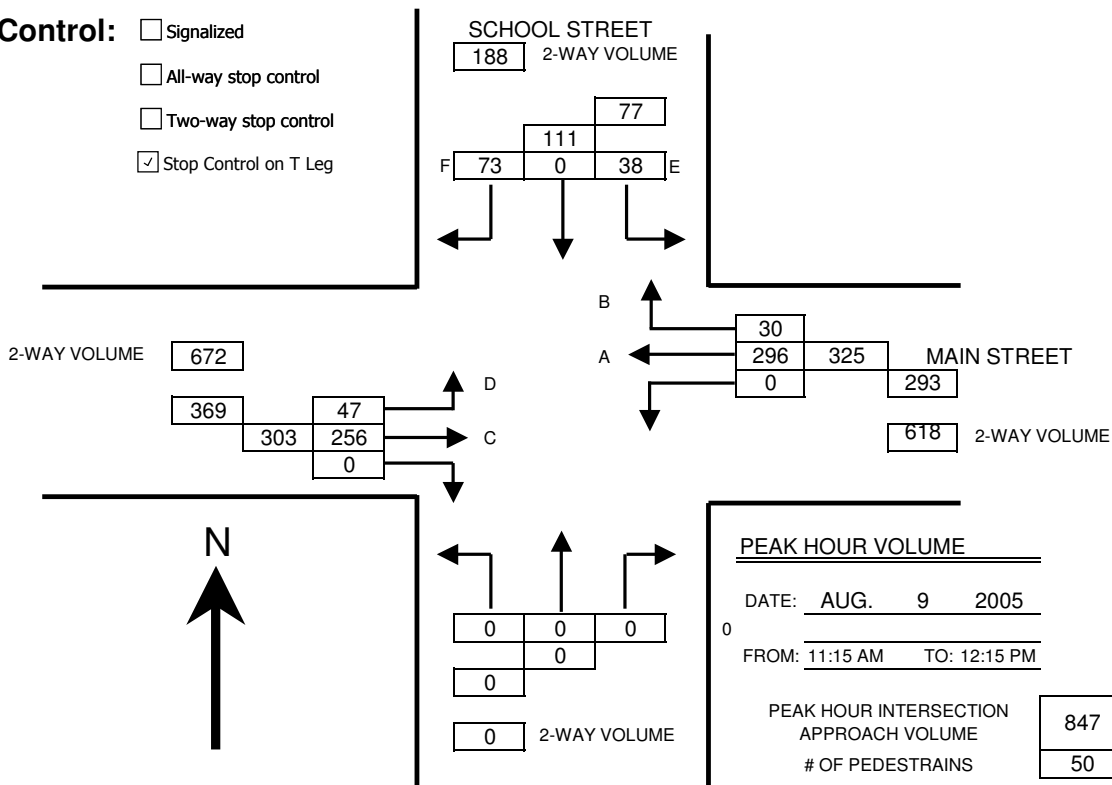 Control:
Signalized
All-way stop control
Two-way stop control
✓ Stop Control on T Leg
SCHOOL STREET
188 2-WAY VOLUME
77
111
F 73 0 38 E
B
A
30
296 325 MAIN STREET
0 293
618 2-WAY VOLUME
2-WAY VOLUME 672
369 47 D
303 256 C
0
N
0 0 0
0
0
0 2-WAY VOLUME
PEAK HOUR VOLUME
DATE: AUG. 9 2005
0
FROM: 11:15 AM TO: 12:15 PM
PEAK HOUR INTERSECTION
APPROACH VOLUME 847
# OF PEDESTRAINS 50